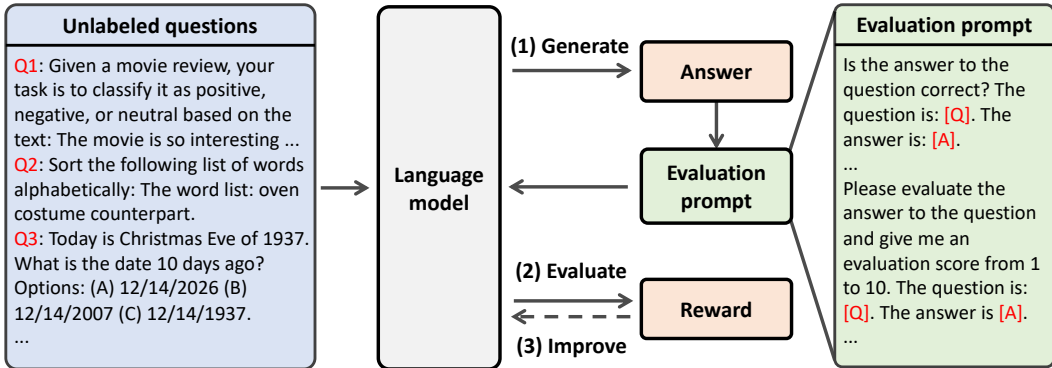 Unlabeled questions
Q1: Given a movie review, your
task is to classify it as positive,
negative, or neutral based on the
text: The movie is so interesting ...
Q2: Sort the following list of words
alphabetically: The word list: oven
costume counterpart.
Q3: Today is Christmas Eve of 1937.
What is the date 10 days ago?
Options: (A) 12/14/2026 (B)
12/14/2007 (C) 12/14/1937.
...
Language
model
(1) Generate
Answer
Evaluation
prompt
(2) Evaluate
Reward
(3) Improve
Evaluation prompt
Is the answer to the
question correct? The
question is: [Q]. The
answer is: [A].
...
Please evaluate the
answer to the question
and give me an
evaluation score from 1
to 10. The question is:
[Q]. The answer is [A].
...